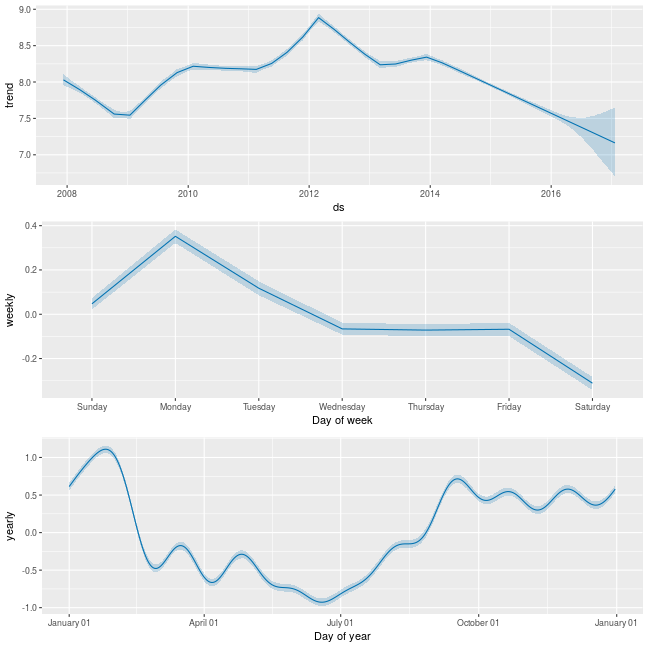 9.0
8.5
8.0
7.5
7.0
trend
2008 2010 2012 2014 2016
ds
0.4
0.2
0.0
-0.2
weekly
Sunday Monday Tuesday Wednesday Thursday Friday Saturday
Day of week
1.0
0.5
0.0
-0.5
-1.0
yearly
January 01 April 01 July 01 October 01 January 01
Day of year